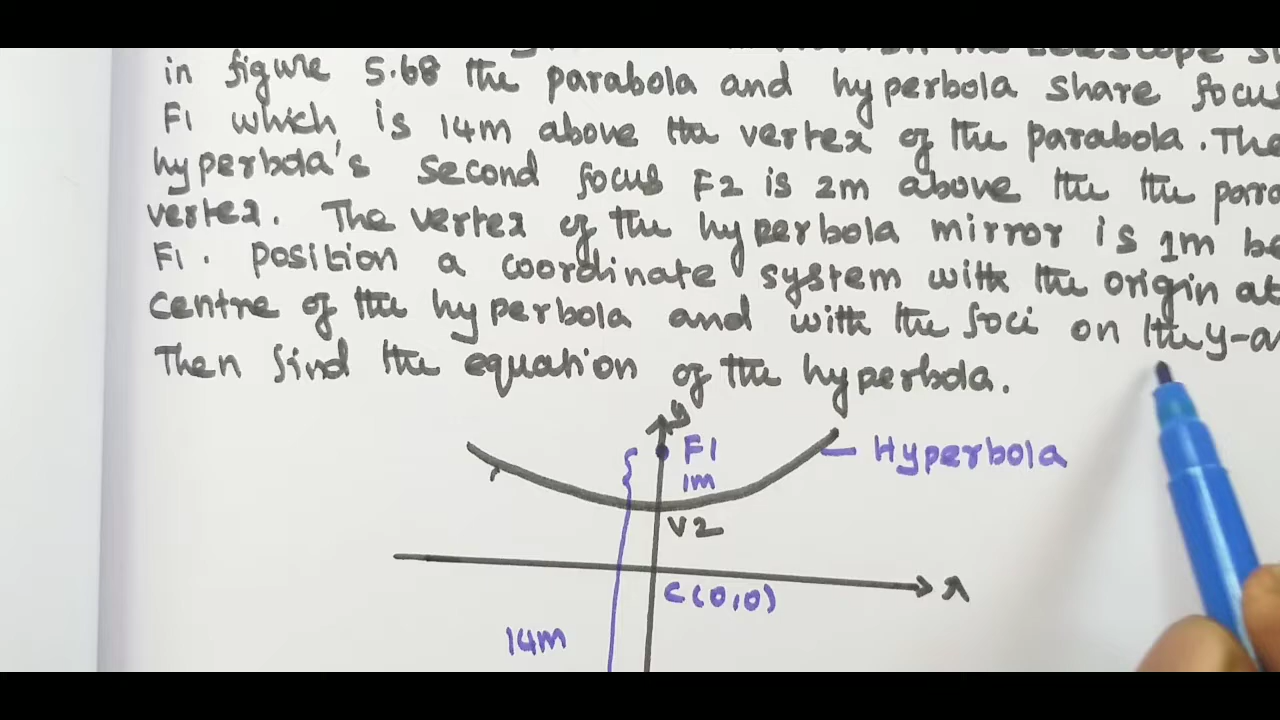 in figure 5.68 the parabola and hyperbola share focus
F1 which is 14m above the vertex of the parabola. The
hyperbola's second focus F2 is 2m above the the para
vertex. The vertex of the hyperbola mirror is 1m be
F1. Position a coordinate system with the origin at
centre of the hyperbola and with the foci on the y-a
Then find the equation of the hyperbola.
y
F1
1m
Hyperbola
V2
x
C(0,0)
14m